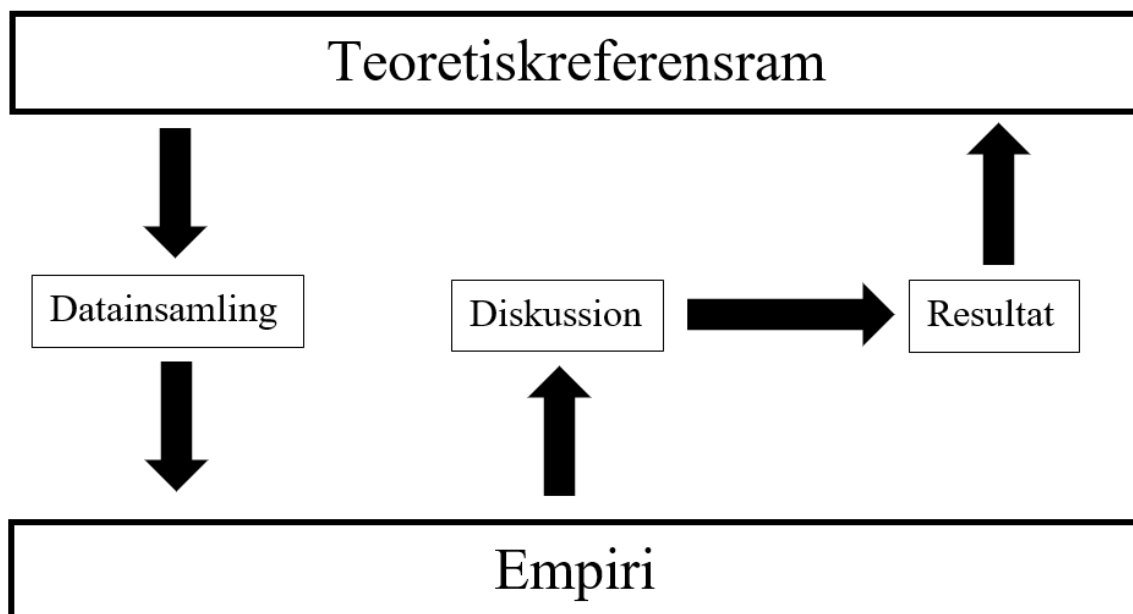 Teoretiskreferensram
Datainsamling
Diskussion
Resultat
Empiri